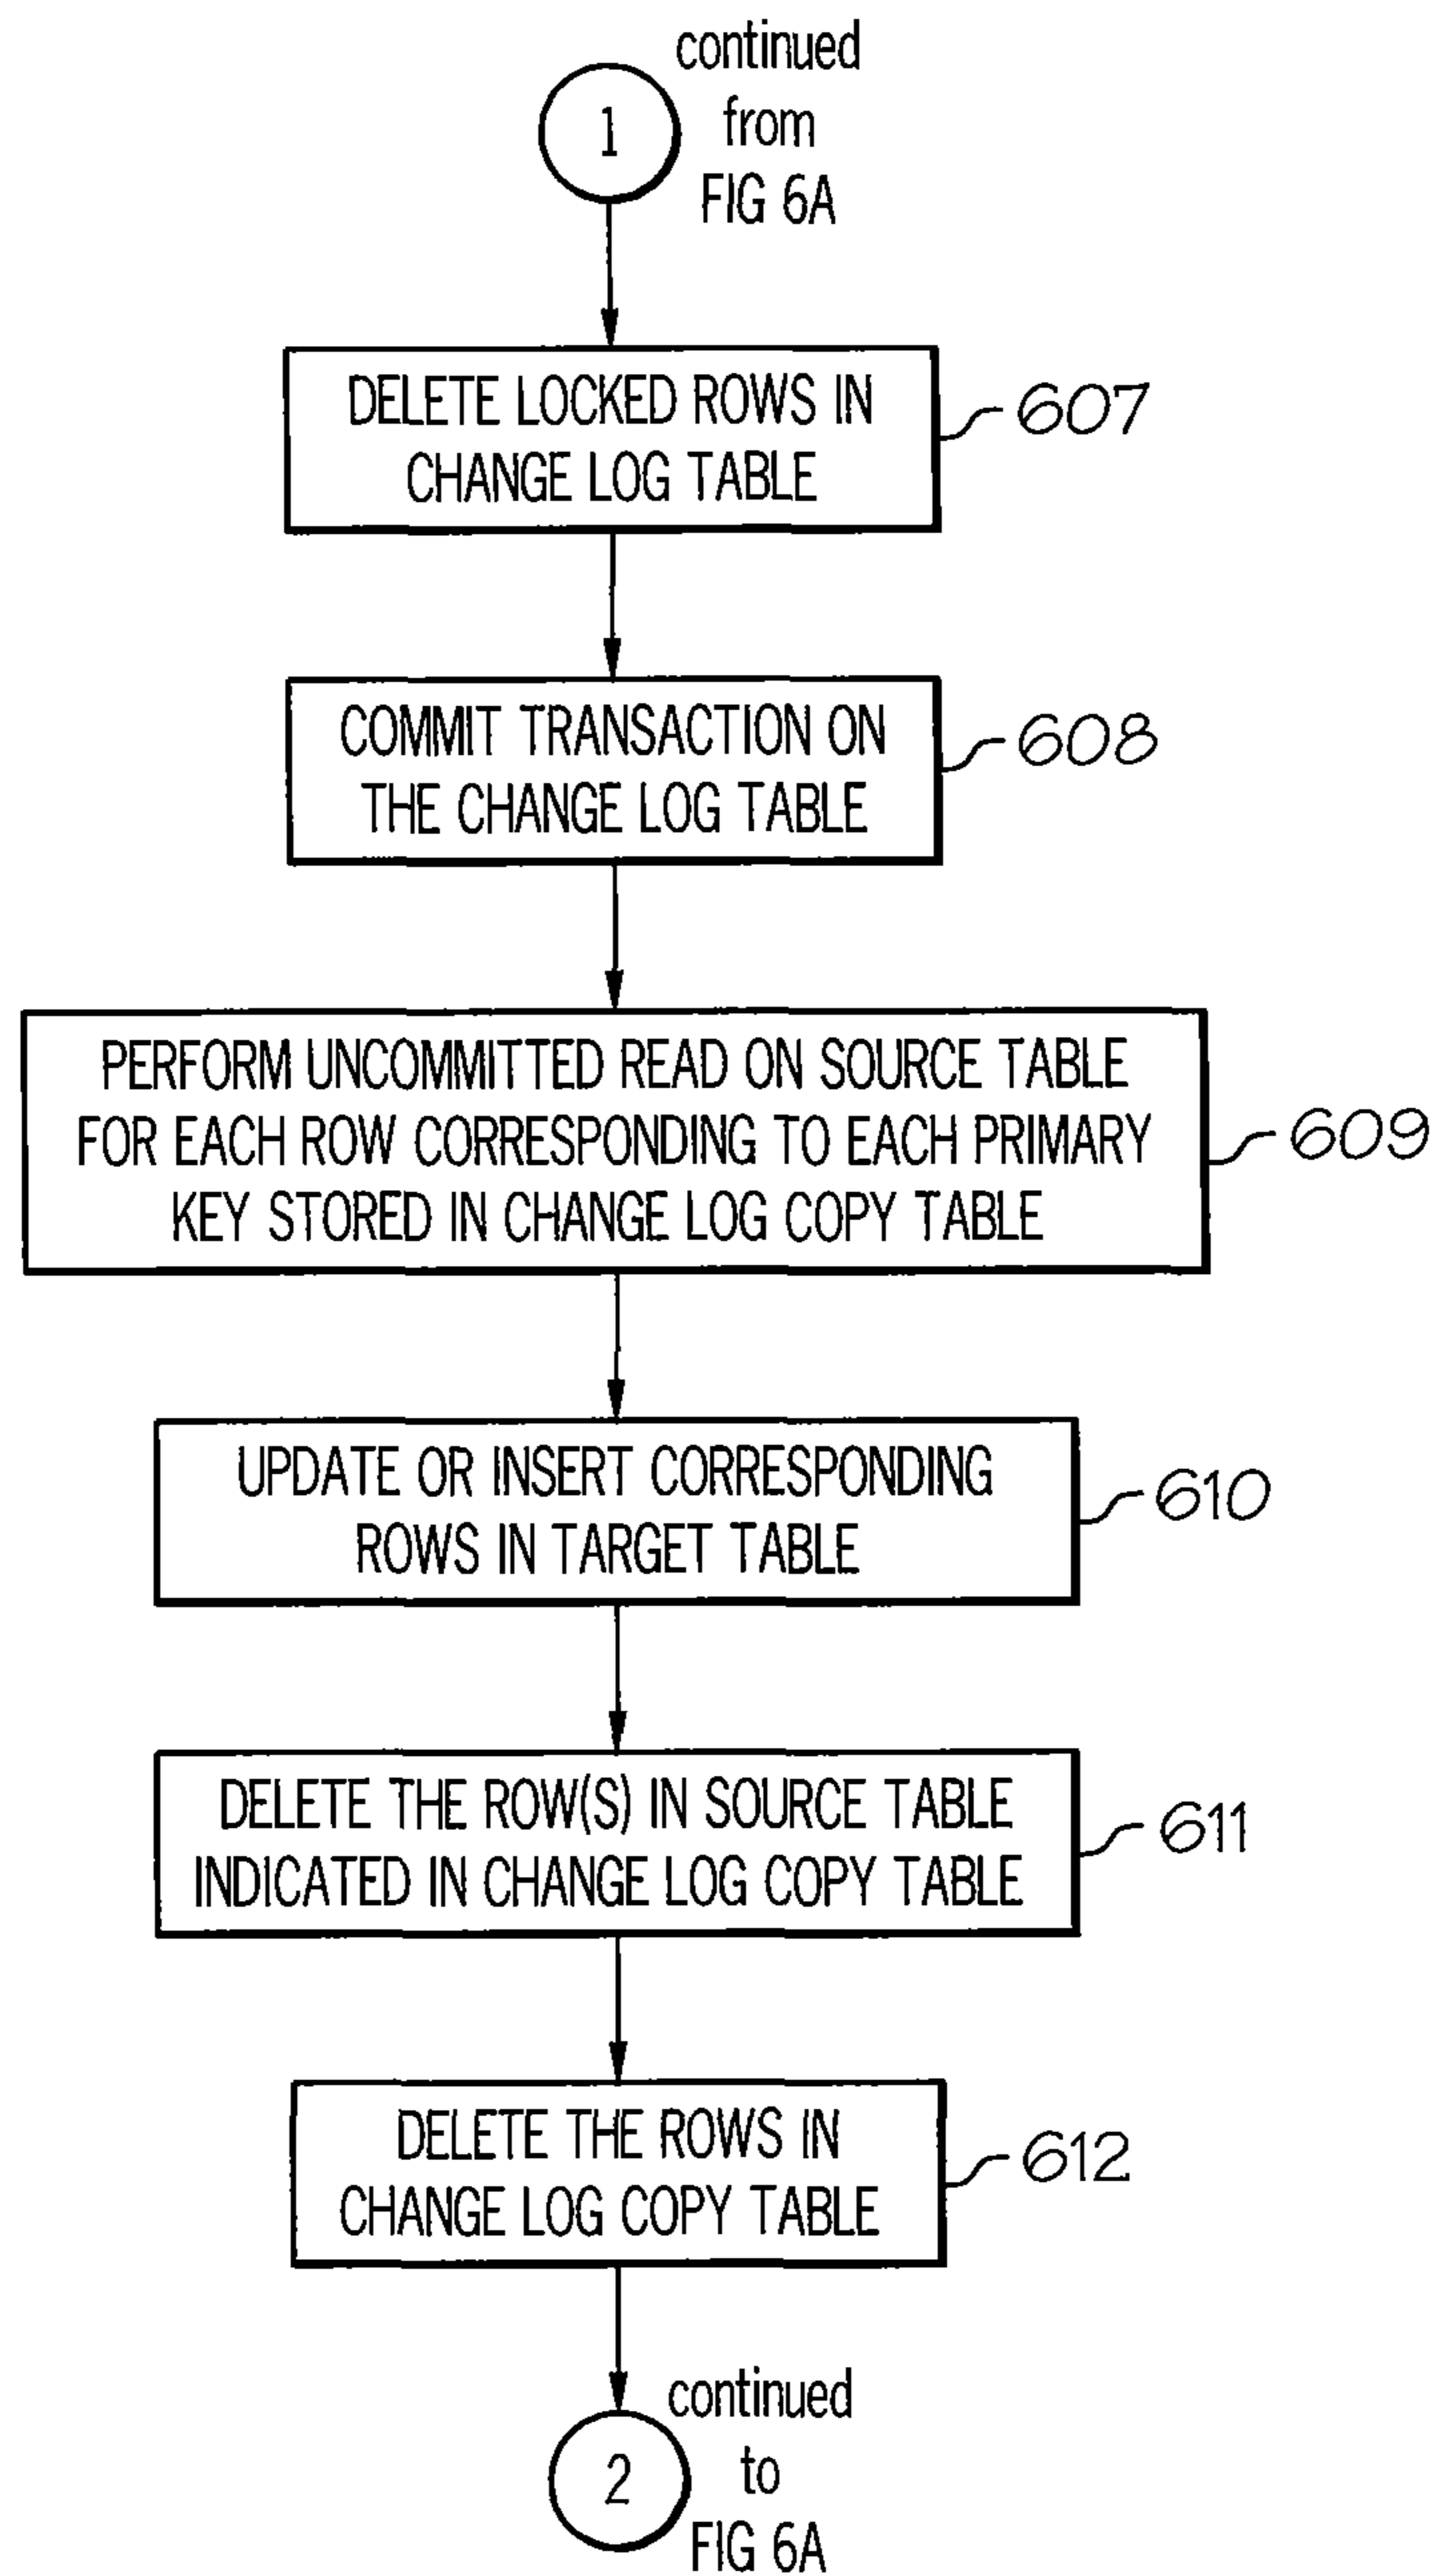 continued
from
FIG 6A
1
DELETE LOCKED ROWS IN
CHANGE LOG TABLE
607
COMMIT TRANSACTION ON
THE CHANGE LOG TABLE
608
PERFORM UNCOMMITTED READ ON SOURCE TABLE
FOR EACH ROW CORRESPONDING TO EACH PRIMARY
KEY STORED IN CHANGE LOG COPY TABLE
609
UPDATE OR INSERT CORRESPONDING
ROWS IN TARGET TABLE
610
DELETE THE ROW(S) IN SOURCE TABLE
INDICATED IN CHANGE LOG COPY TABLE
611
DELETE THE ROWS IN
CHANGE LOG COPY TABLE
612
2
continued
to
FIG 6A